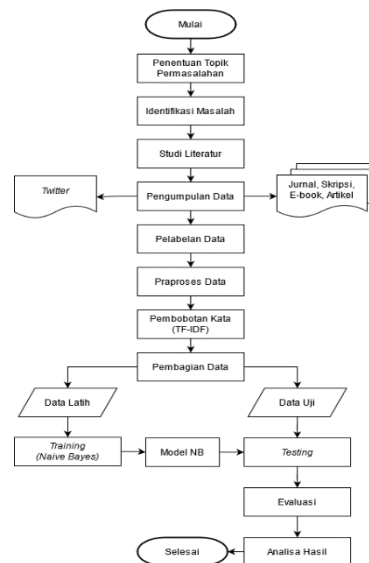 Mulai
Penentuan Topik
Permasalahan
Identifikasi Masalah
Studi Literatur
Twitter
Pengumpulan Data
Jurnal, Skripsi,
E-book, Artikel
Pelabelan Data
Praproses Data
Pembobotan Kata
(TF-IDF)
Pembagian Data
Data Latih
Data Uji
Training
(Naive Bayes)
Model NB
Testing
Evaluasi
Selesai
Analisa Hasil